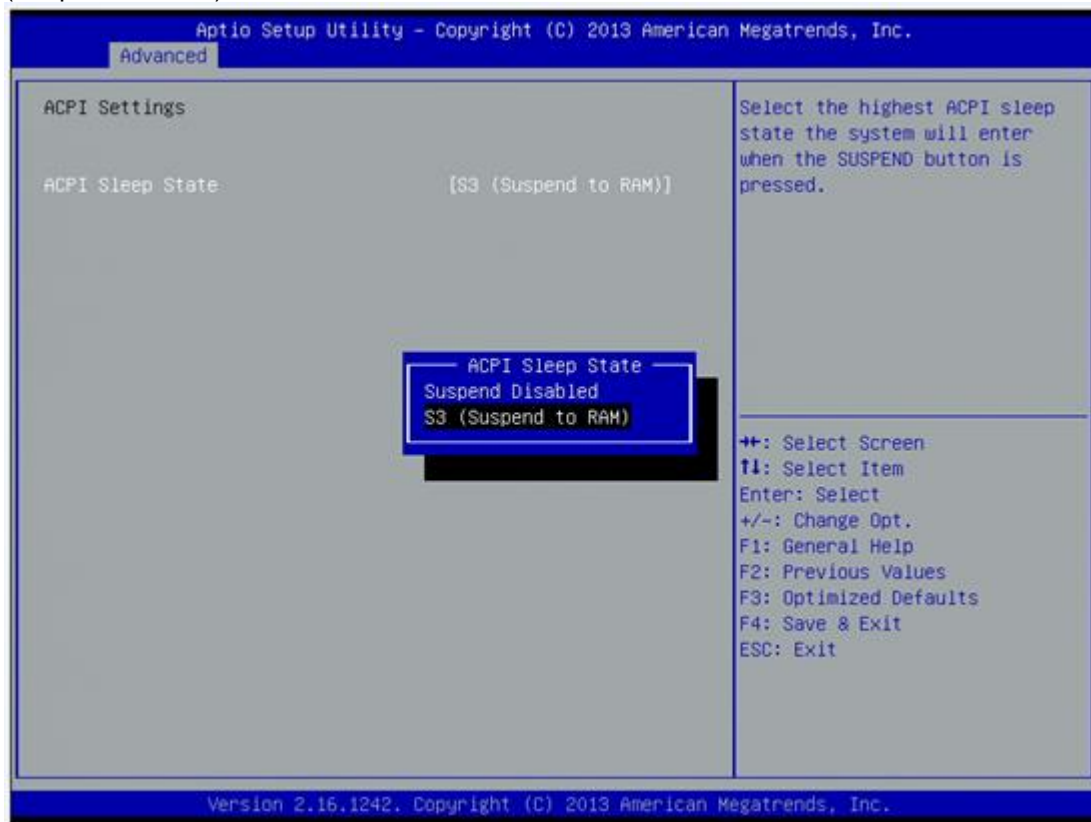 Aptio Setup Utility – Copyright (C) 2013 American Megatrends, Inc.
Advanced
ACPI Settings
ACPI Sleep State [S3 (Suspend to RAM)]
Select the highest ACPI sleep
state the system will enter
when the SUSPEND button is
pressed.
ACPI Sleep State
Suspend Disabled
S3 (Suspend to RAM)
→←: Select Screen
↑↓: Select Item
Enter: Select
+/-: Change Opt.
F1: General Help
F2: Previous Values
F3: Optimized Defaults
F4: Save & Exit
ESC: Exit
Version 2.16.1242. Copyright (C) 2013 American Megatrends, Inc.